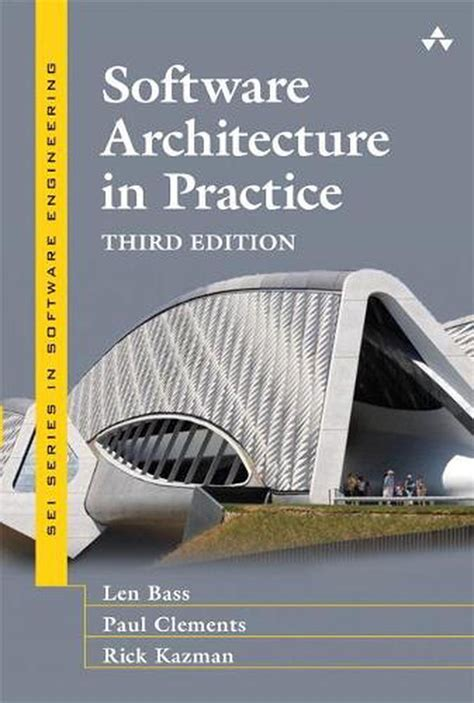 Software
Architecture
in Practice
THIRD EDITION
SEI SERIES IN SOFTWARE ENGINEERING
Len Bass
Paul Clements
Rick Kazman